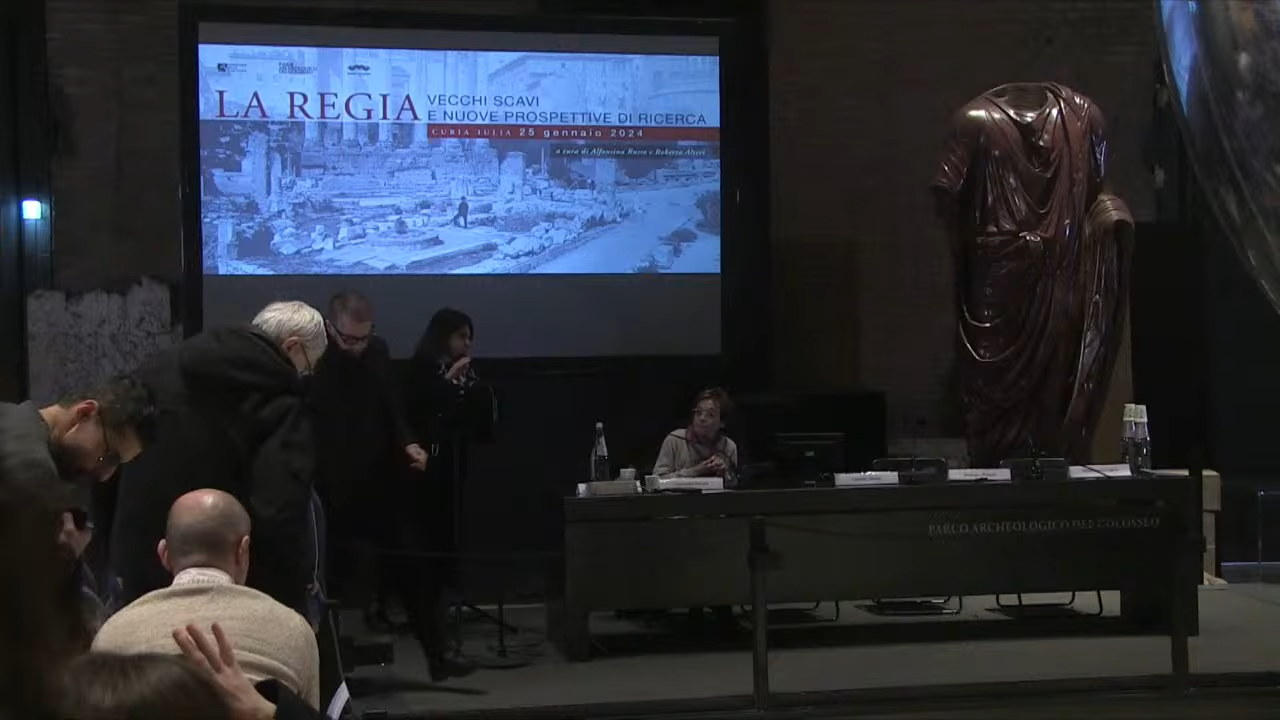 LA REGIA
VECCHI SCAVI
E NUOVE PROSPETTIVE DI RICERCA
CURIA IULIA 25 gennaio 2024
a cura di Alfonsina Russo e Roberta Alteri
PARCO ARCHEOLOGICO DEL COLOSSEO